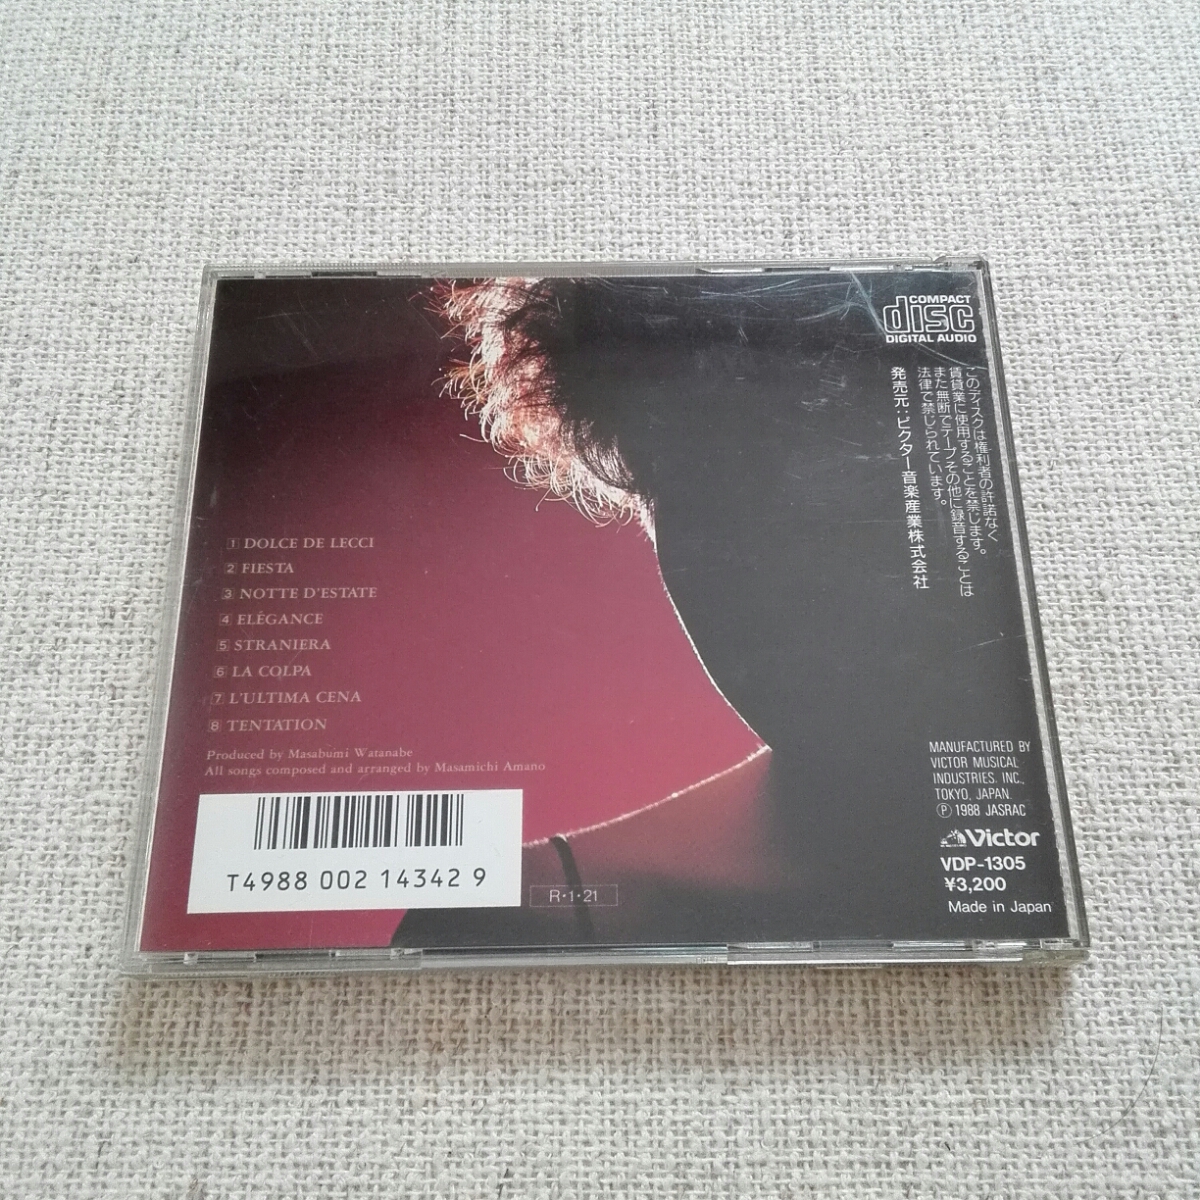 COMPACT
disc
DIGITAL AUDIO
このディスクは権利者の許諾なく
賃貸業に使用することを禁じます。
また無断でテープその他に録音することは
法律で禁じられています。
発売元：ビクター音楽産業株式会社
1 DOLCE DE LECCI
2 FIESTA
3 NOTTE D'ESTATE
4 ELÈGANCE
5 STRANIERA
6 LA COLPA
7 L'ULTIMA CENA
8 TENTATION
Produced by Masabumi Watanabe
All songs composed and arranged by Masamichi Amano
T4988 002 14342 9
R・1・21
MANUFACTURED BY
VICTOR MUSICAL
INDUSTRIES, INC.,
TOKYO, JAPAN.
Ⓟ 1988 JASRAC
Victor
VDP-1305
¥3,200
Made in Japan